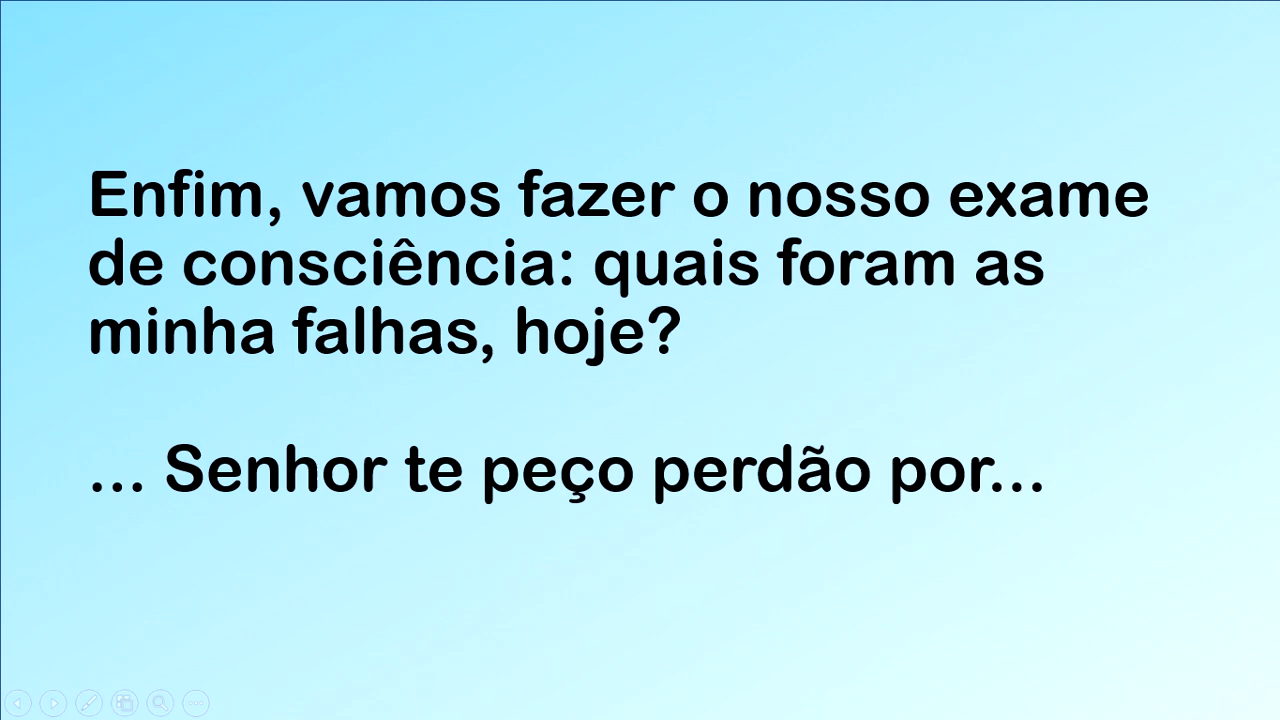 Enfim, vamos fazer o nosso exame
de consciência: quais foram as
minha falhas, hoje?
... Senhor te peço perdão por...